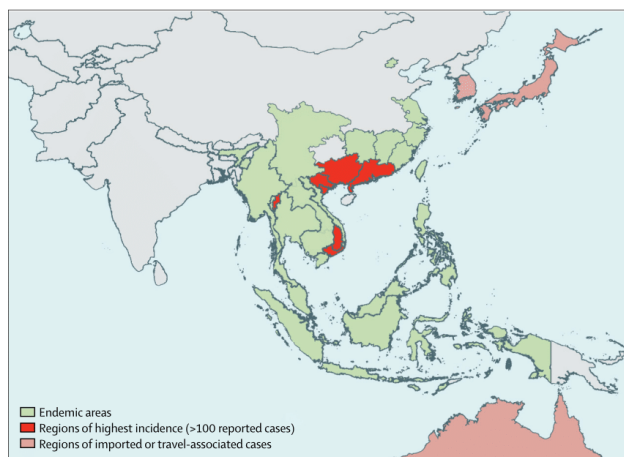 Endemic areas
Regions of highest incidence (>100 reported cases)
Regions of imported or travel-associated cases